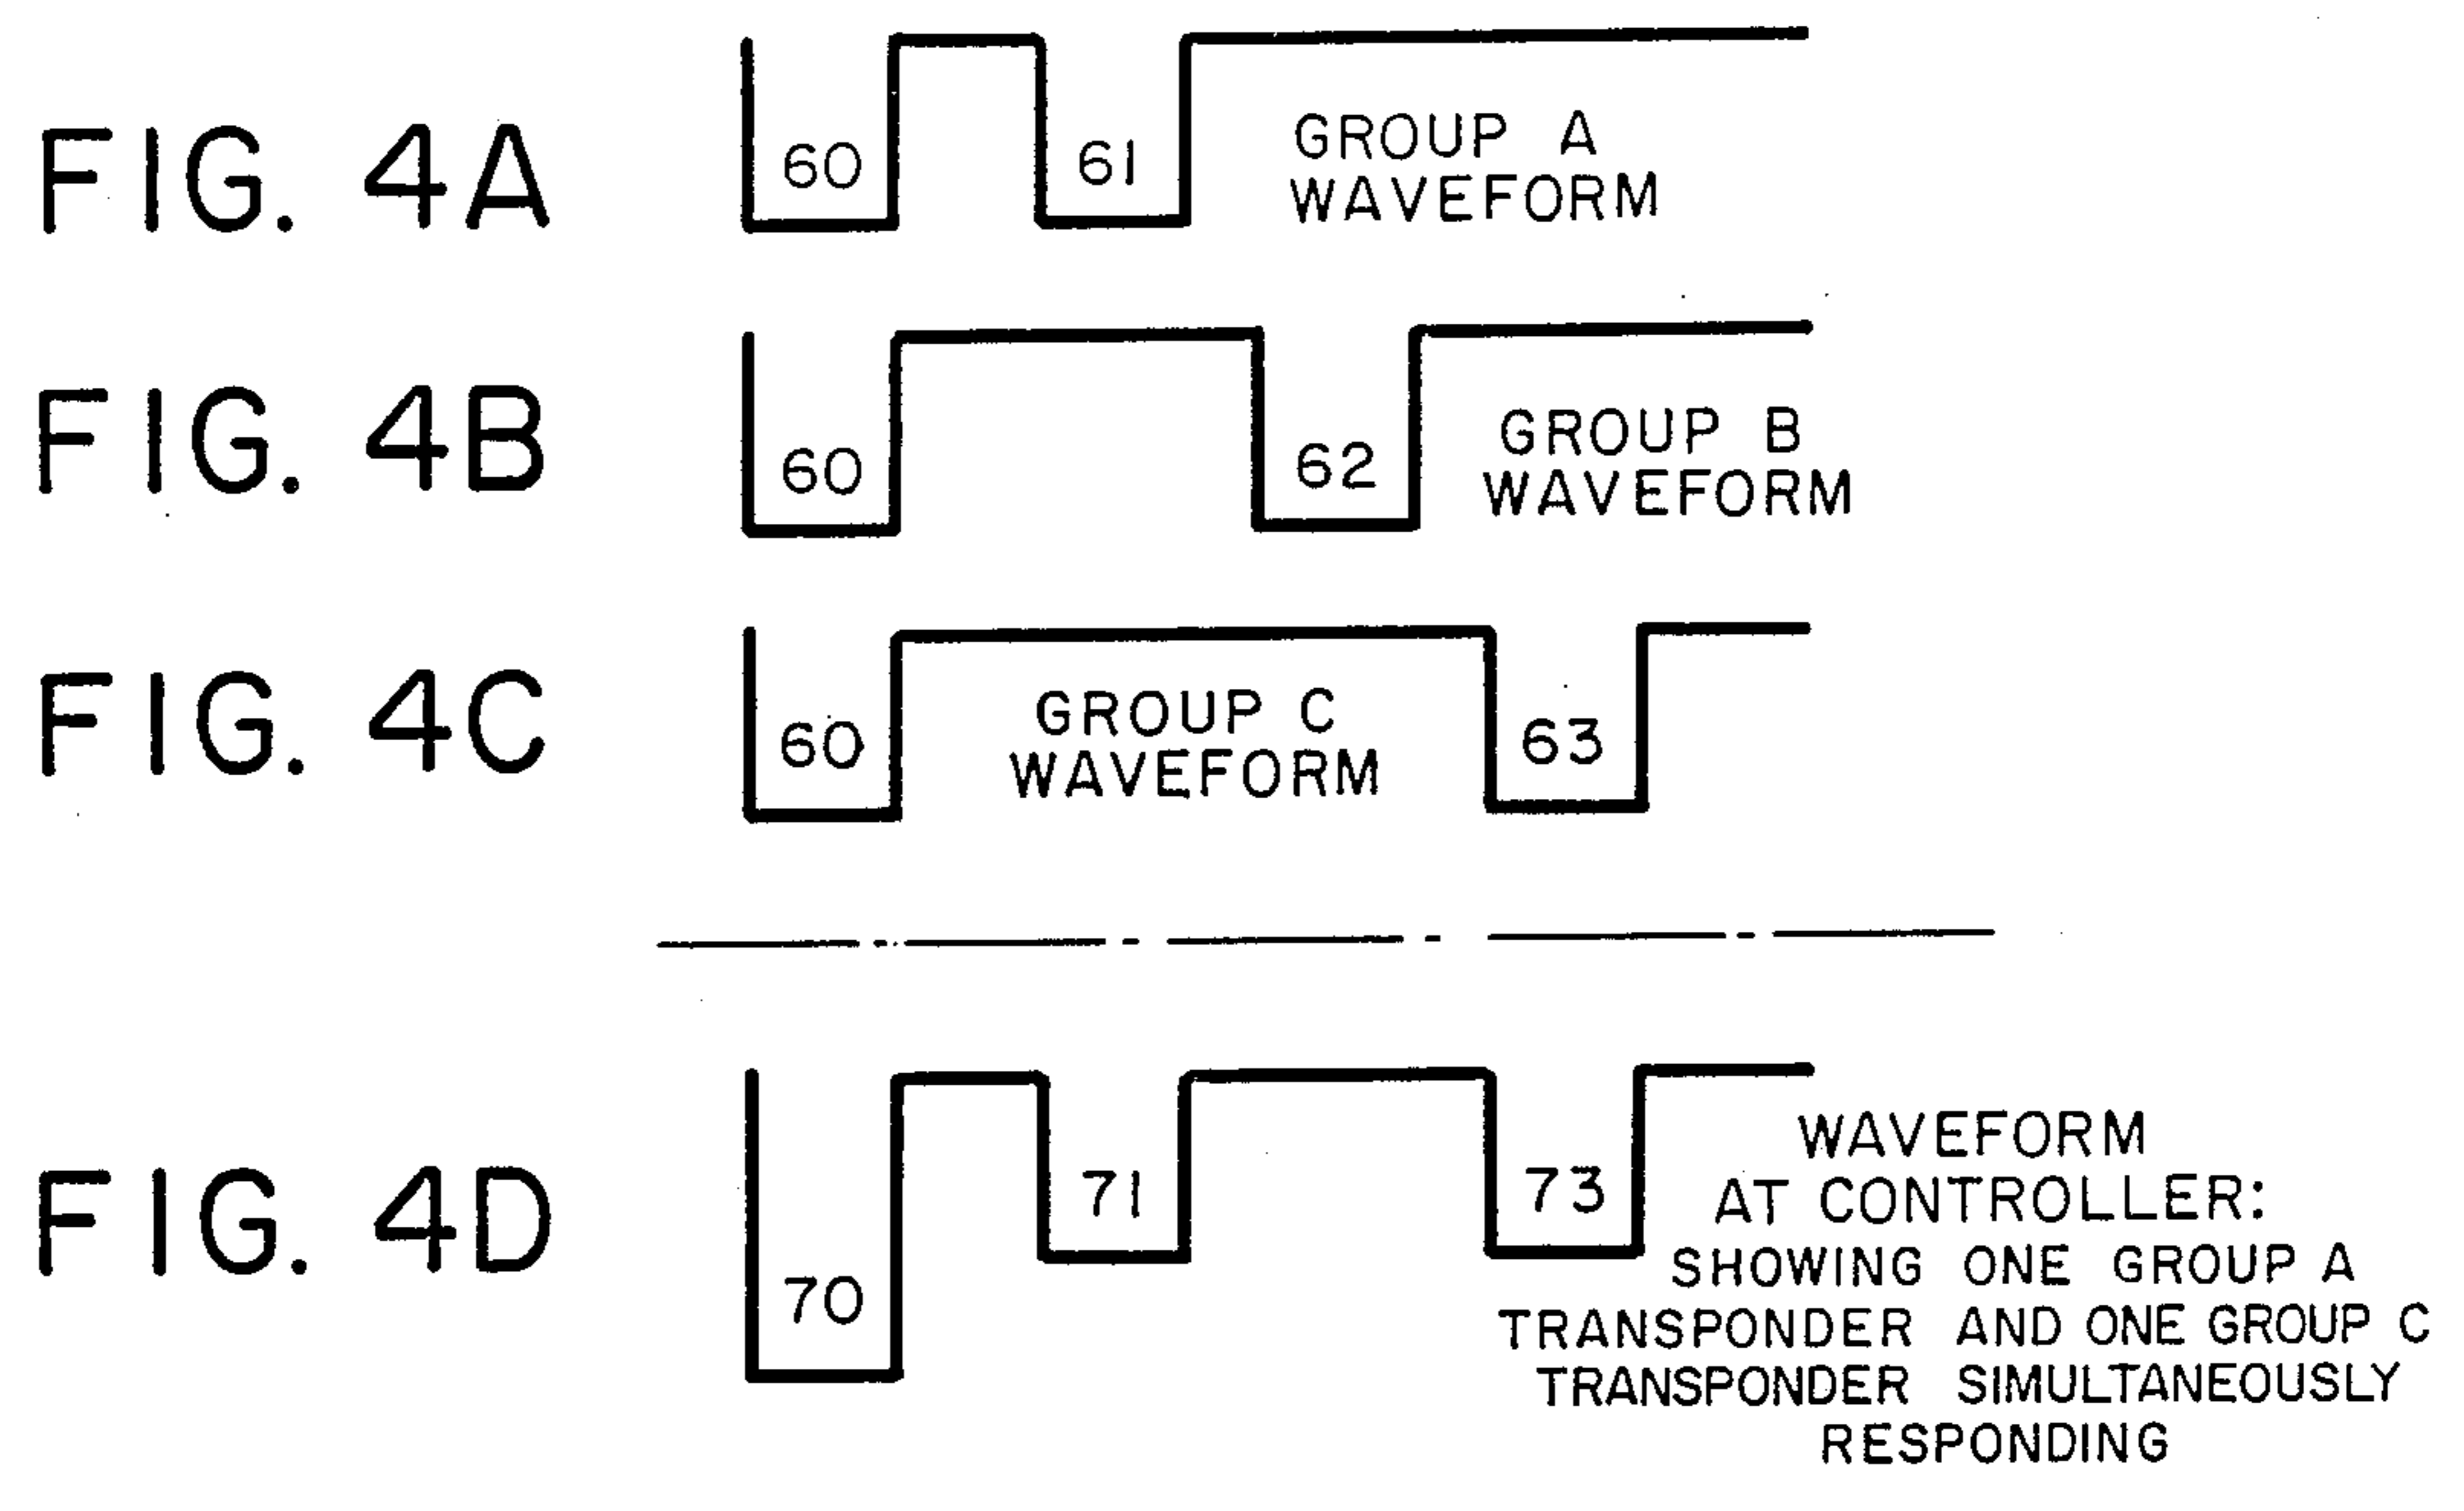 FIG. 4A
60
61
GROUP A
WAVEFORM
FIG. 4B
60
62
GROUP B
WAVEFORM
FIG. 4C
60
GROUP C
WAVEFORM
63
FIG. 4D
70
71
73
WAVEFORM
AT CONTROLLER:
SHOWING ONE GROUP A
TRANSPONDER AND ONE GROUP C
TRANSPONDER SIMULTANEOUSLY
RESPONDING